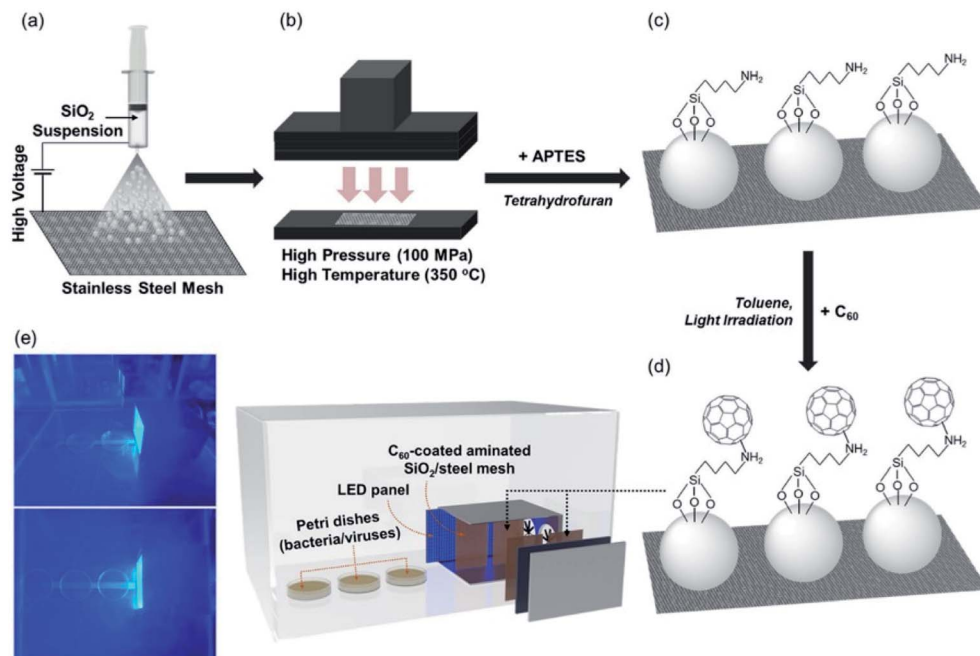 (a)
SiO2
Suspension
High Voltage
Stainless Steel Mesh
(b)
High Pressure (100 MPa)
High Temperature (350 °C)
+ APTES
Tetrahydrofuran
(c)
NH2
NH2
NH2
Si
Si
Si
O
O
O
O
O
O
O
O
O
Toluene,
Light Irradiation
+ C60
(d)
NH2
NH2
NH2
Si
Si
Si
O
O
O
O
O
O
O
O
O
(e)
C60-coated aminated
SiO2/steel mesh
LED panel
Petri dishes
(bacteria/viruses)